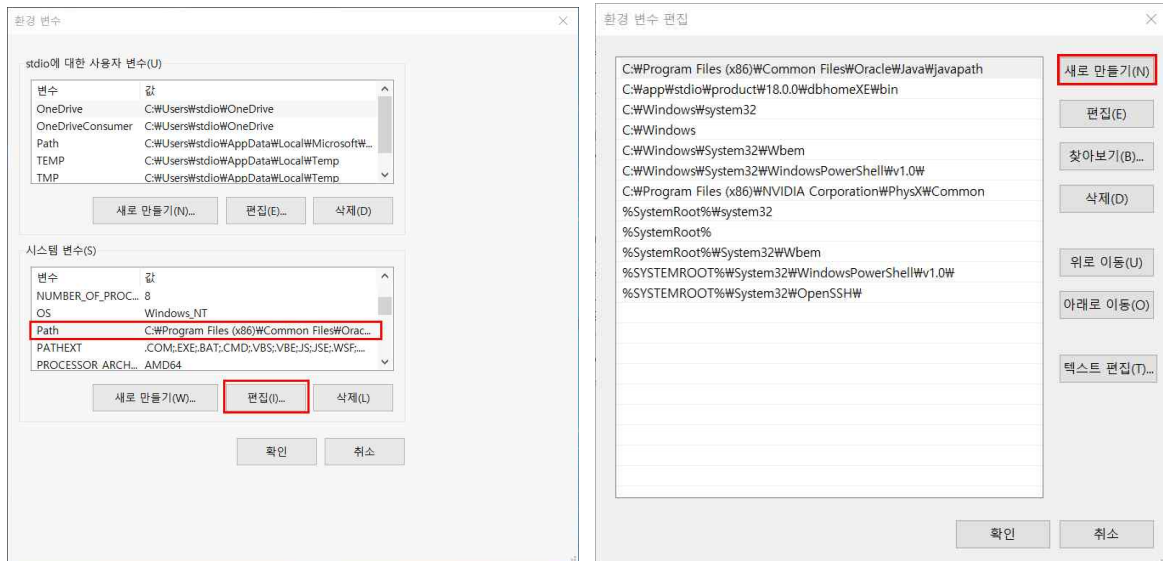 환경 변수
stdio에 대한 사용자 변수(U)
변수 값
OneDrive C:₩Users₩stdio₩OneDrive
OneDriveConsumer C:₩Users₩stdio₩OneDrive
Path C:₩Users₩stdio₩AppData₩Local₩Microsoft₩...
TEMP C:₩Users₩stdio₩AppData₩Local₩Temp
TMP C:₩Users₩stdio₩AppData₩Local₩Temp
새로 만들기(N)... 편집(E)... 삭제(D)
시스템 변수(S)
변수 값
NUMBER_OF_PROC... 8
OS Windows_NT
Path C:₩Program Files (x86)₩Common Files₩Orac...
PATHEXT .COM;.EXE;.BAT;.CMD;.VBS;.VBE;.JS;.JSE;.WSF;....
PROCESSOR_ARCH... AMD64
새로 만들기(W)... 편집(I)... 삭제(L)
확인 취소
환경 변수 편집
C:₩Program Files (x86)₩Common Files₩Oracle₩Java₩javapath
C:₩app₩stdio₩product₩18.0.0₩dbhomeXE₩bin
C:₩Windows₩system32
C:₩Windows
C:₩Windows₩System32₩Wbem
C:₩Windows₩System32₩WindowsPowerShell₩v1.0₩
C:₩Program Files (x86)₩NVIDIA Corporation₩PhysX₩Common
%SystemRoot%₩system32
%SystemRoot%
%SystemRoot%₩System32₩Wbem
%SYSTEMROOT%₩System32₩WindowsPowerShell₩v1.0₩
%SYSTEMROOT%₩System32₩OpenSSH₩
새로 만들기(N)
편집(E)
찾아보기(B)...
삭제(D)
위로 이동(U)
아래로 이동(O)
텍스트 편집(T)...
확인 취소